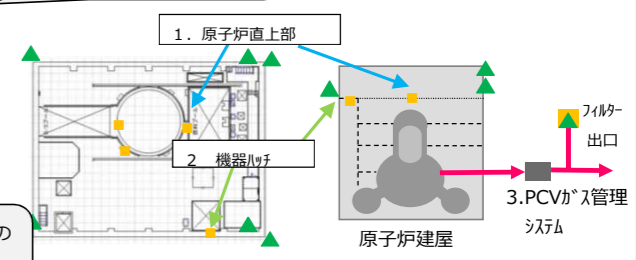 1．原子炉直上部
2　機器ﾊｯﾁ
の
原子炉建屋
ﾌｨﾙﾀｰ
出口
3.PCVｶﾞｽ管理
ｼｽﾃﾑ